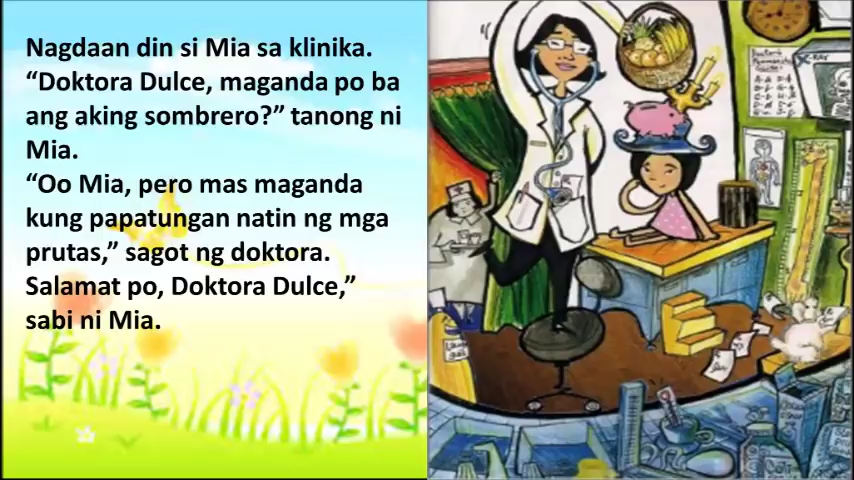 Nagdaan din si Mia sa klinika.
“Doktora Dulce, maganda po ba
ang aking sombrero?” tanong ni
Mia.
“Oo Mia, pero mas maganda
kung papatungan natin ng mga
prutas,” sagot ng doktora.
Salamat po, Doktora Dulce,”
sabi ni Mia.
X-RAY